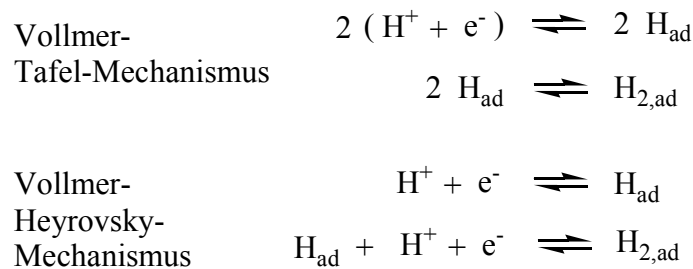 Vollmer-
Tafel-Mechanismus
2 ( H⁺ + e⁻ ) ⇌ 2 H_ad
2 H_ad ⇌ H_2,ad
Vollmer-
Heyrovsky-
Mechanismus
H⁺ + e⁻ ⇌ H_ad
H_ad + H⁺ + e⁻ ⇌ H_2,ad